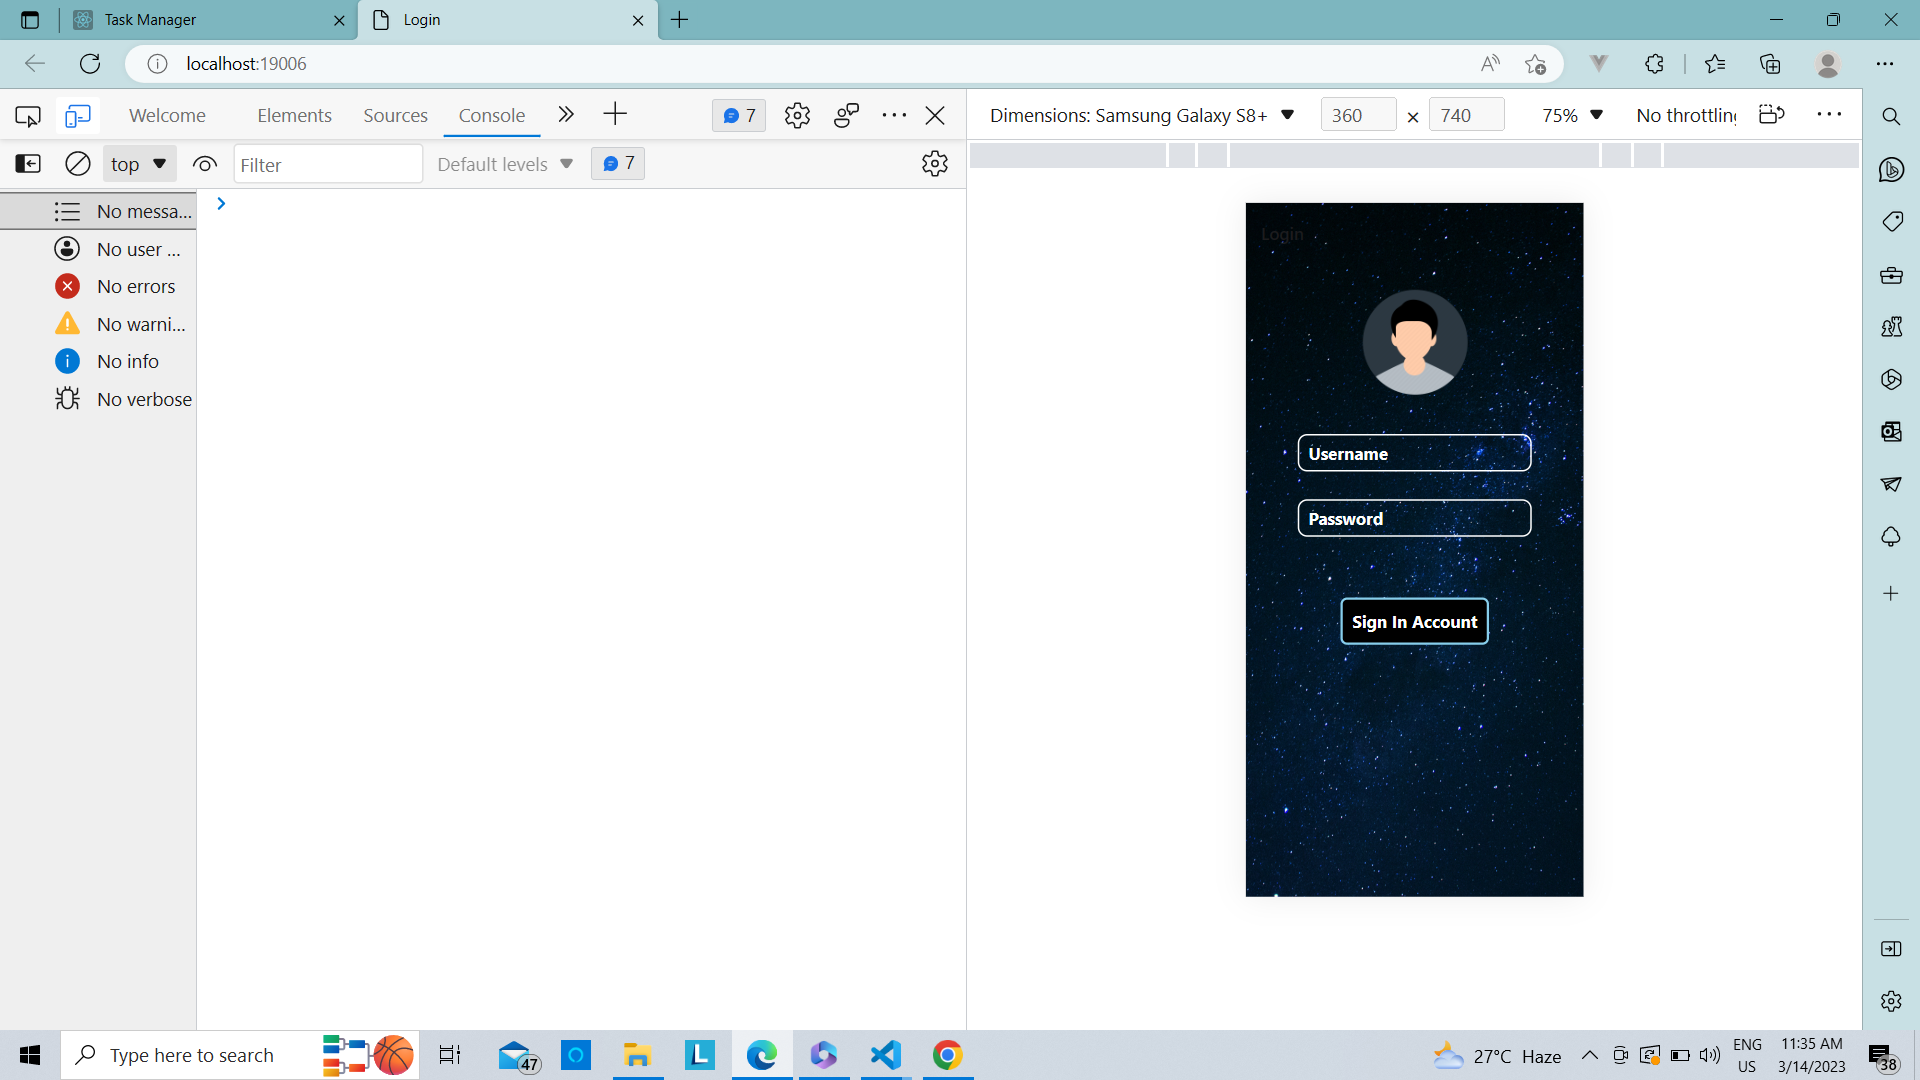 Task Manager
Login
localhost:19006
Welcome
Elements
Sources
Console
7
Dimensions: Samsung Galaxy S8+
360
×
740
75%
No throttling
top
Filter
Default levels
7
No messa...
No user ...
No errors
No warni...
No info
No verbose
Login
Username
Password
Sign In Account
Type here to search
47
L
27°C Haze
ENG
US
11:35 AM
3/14/2023
38